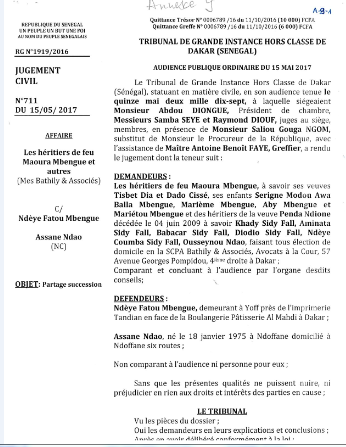 Annexe 9
A-9-1
Quitance Trésor N° 0006789 /16 du 11/10/2016 (10 000) FCFA
Quittance Greffe N° 0006789 /16 du 11/10/2016 (6 000) FCFA
REPUBLIQUE DU SENEGAL
UN PEUPLE UN BUT UNE FOI
AU NOM DU PEUPLE SENEGALAIS
RG N°1919/2016
JUGEMENT
CIVIL
N°711
DU 15/05/ 2017
AFFAIRE
Les héritiers de feu
Maoura Mbengue et
autres
(Mes Bathily & Associés)
C/
Ndèye Fatou Mbengue
Assane Ndao
(NC)
OBJET: Partage succession
TRIBUNAL DE GRANDE INSTANCE HORS CLASSE DE
DAKAR (SENEGAL)
AUDIENCE PUBLIQUE ORDINAIRE DU 15 MAI 2017
Le Tribunal de Grande Instance Hors Classe de Dakar
(Sénégal), statuant en matière civile, en son audience tenue le
quinze mai deux mille dix-sept, à laquelle siégeaient
Monsieur Abdou DIONGUE, Président de chambre,
Messieurs Samba SEYE et Raymond DIOUF, juges au siège,
membres, en présence de Monsieur Saliou Gouga NGOM,
substitut de Monsieur le Procureur de la République, avec
l'assistance de Maître Antoine Benoît FAYE, Greffier, a rendu
le jugement dont la teneur suit :
DEMANDEURS :
Les héritiers de feu Maoura Mbengue, à savoir ses veuves
Tisbet Dia et Dado Cissé, ses enfants Serigne Modou Awa
Balla Mbengue, Marlème Mbengue, Aby Mbengue et
Mariétou Mbengue et des héritiers de la veuve Penda Ndione
décédée le 04 juin 2009 à savoir Khady Sidy Fall, Aminata
Sidy Fall, Babacar Sidy Fall, Diodio Sidy Fall, Ndèye
Coumba Sidy Fall, Ousseynou Ndao, faisant tous élection de
domicile en la SCPA Bathily & Associés, Avocats à la Cour, 57
Avenue Georges Pompidou, 4ième droite à Dakar ;
Comparant et concluant à l'audience par l'organe desdits
conseils;
DEFENDEURS :
Ndèye Fatou Mbengue, demeurant à Yoff près de l'imprimerie
Tandian en face de la Boulangerie Pâtisserie Al Mahdi à Dakar ;
Assane Ndao, né le 18 janvier 1975 à Ndoffane domicilié à
Ndoffane six routes ;
Non comparant à l'audience ni personne pour eux ;
Sans que les présentes qualités ne puissent nuire, ni
préjudicier en rien aux droits et intérêts des parties en cause ;
LE TRIBUNAL
Vu les pièces du dossier ;
Ouï les demandeurs en leurs explications et conclusions ;
Après en avoir délibéré conformément à la loi ;